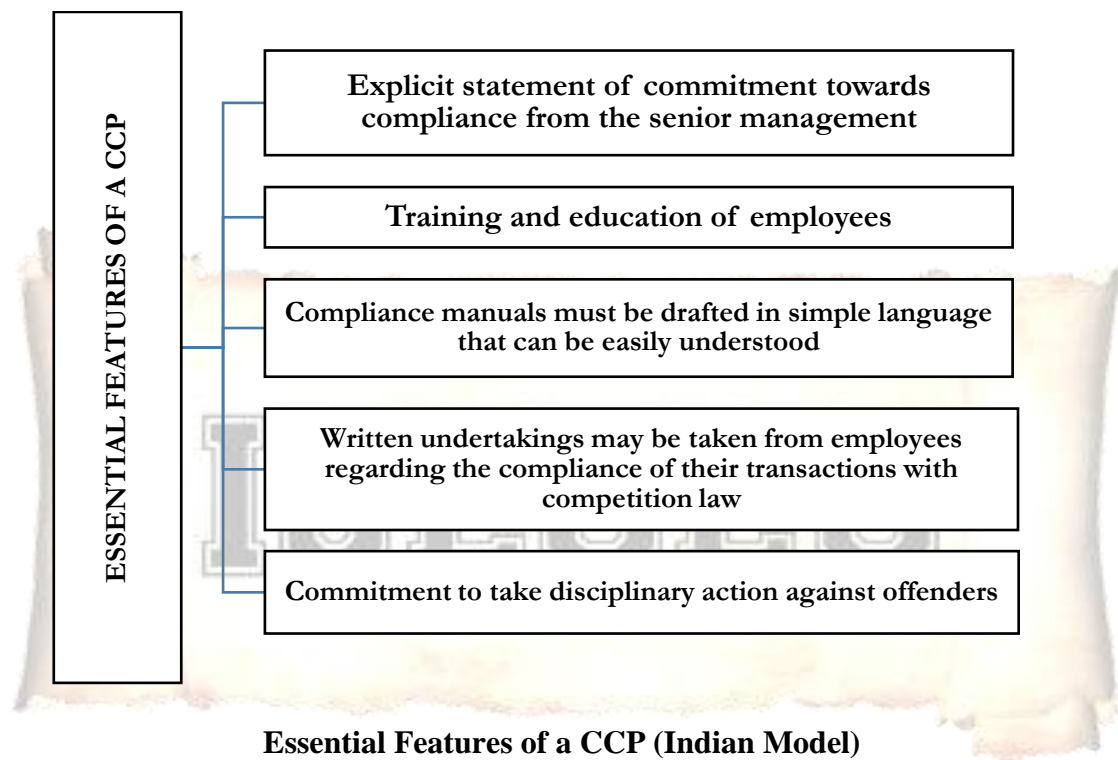 ESSENTIAL FEATURES OF A CCP
Explicit statement of commitment towards
compliance from the senior management
Training and education of employees
Compliance manuals must be drafted in simple language
that can be easily understood
Written undertakings may be taken from employees
regarding the compliance of their transactions with
competition law
Commitment to take disciplinary action against offenders
Essential Features of a CCP (Indian Model)